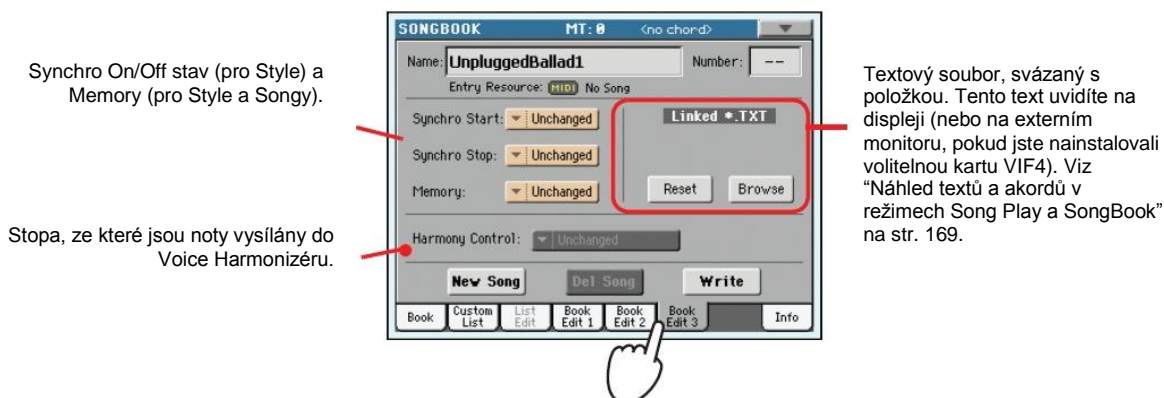 Synchro On/Off stav (pro Style) a
Memory (pro Style a Songy).
Stopa, ze které jsou noty vysílány do
Voice Harmonizéru.
SONGBOOK MT: 0 <no chord>
Name: UnpluggedBallad1 Number: --
Entry Resource: MIDI No Song
Synchro Start: Unchanged
Linked *.TXT
Synchro Stop: Unchanged
Memory: Unchanged
Reset Browse
Harmony Control: Unchanged
New Song Del Song Write
Book Custom List List Edit Book Edit 1 Book Edit 2 Book Edit 3 Info
Textový soubor, svázaný s
položkou. Tento text uvidíte na
displeji (nebo na externím
monitoru, pokud jste nainstalovali
volitelnou kartu VIF4). Viz
“Náhled textů a akordů v
režimech Song Play a SongBook”
na str. 169.